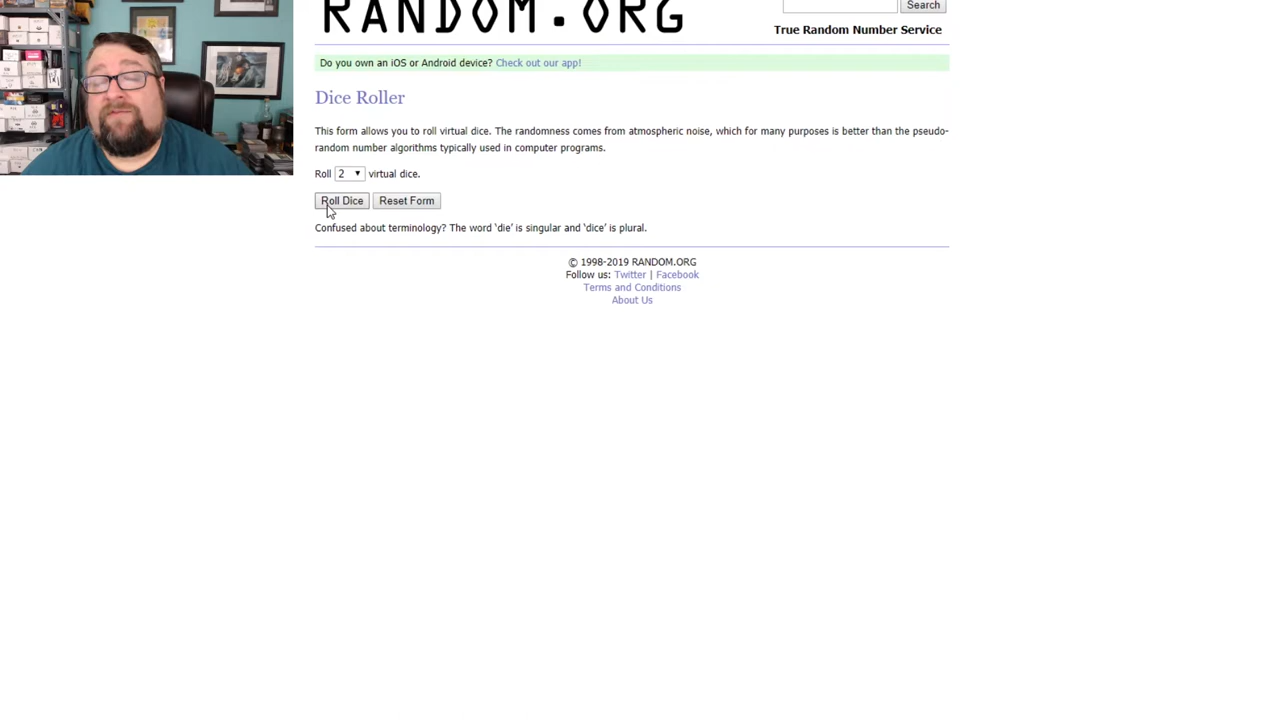 RANDOM.ORG
Search
True Random Number Service
Do you own an iOS or Android device? Check out our app!
Dice Roller
This form allows you to roll virtual dice. The randomness comes from atmospheric noise, which for many purposes is better than the pseudo-
random number algorithms typically used in computer programs.
Roll 2 virtual dice.
Roll Dice Reset Form
Confused about terminology? The word ‘die’ is singular and ‘dice’ is plural.
© 1998-2019 RANDOM.ORG
Follow us: Twitter | Facebook
Terms and Conditions
About Us